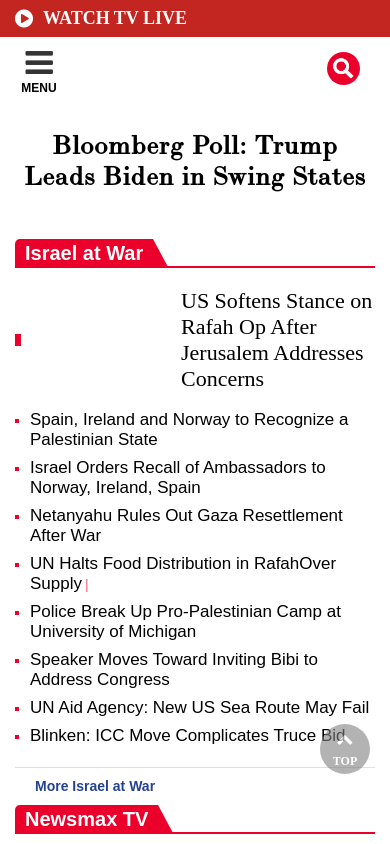 WATCH TV LIVE
MENU
Bloomberg Poll: Trump
Leads Biden in Swing States
Israel at War
US Softens Stance on
Rafah Op After
Jerusalem Addresses
Concerns
Spain, Ireland and Norway to Recognize a
Palestinian State
Israel Orders Recall of Ambassadors to
Norway, Ireland, Spain
Netanyahu Rules Out Gaza Resettlement
After War
UN Halts Food Distribution in RafahOver
Supply |
Police Break Up Pro-Palestinian Camp at
University of Michigan
Speaker Moves Toward Inviting Bibi to
Address Congress
UN Aid Agency: New US Sea Route May Fail
Blinken: ICC Move Complicates Truce Bid
TOP
More Israel at War
Newsmax TV